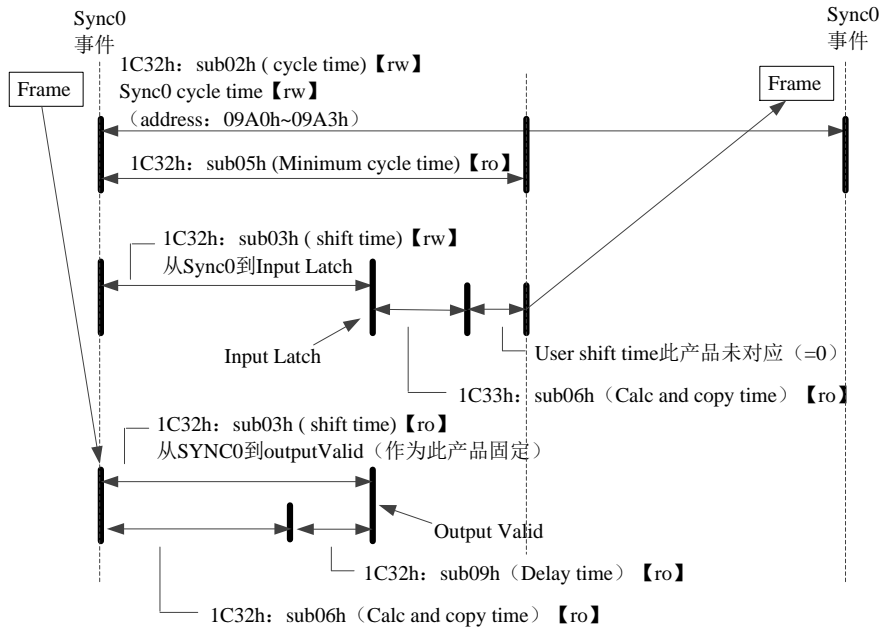 Sync0
事件
Sync0
事件
1C32h：sub02h ( cycle time)【rw】
Sync0 cycle time【rw】
（address：09A0h~09A3h）
Frame
Frame
1C32h：sub05h (Minimum cycle time)【ro】
1C32h：sub03h ( shift time)【rw】
从Sync0到Input Latch
Input Latch
User shift time此产品未对应（=0）
1C33h：sub06h（Calc and copy time）【ro】
1C32h：sub03h ( shift time)【ro】
从SYNC0到outputValid（作为此产品固定）
Output Valid
1C32h：sub09h（Delay time）【ro】
1C32h：sub06h（Calc and copy time）【ro】